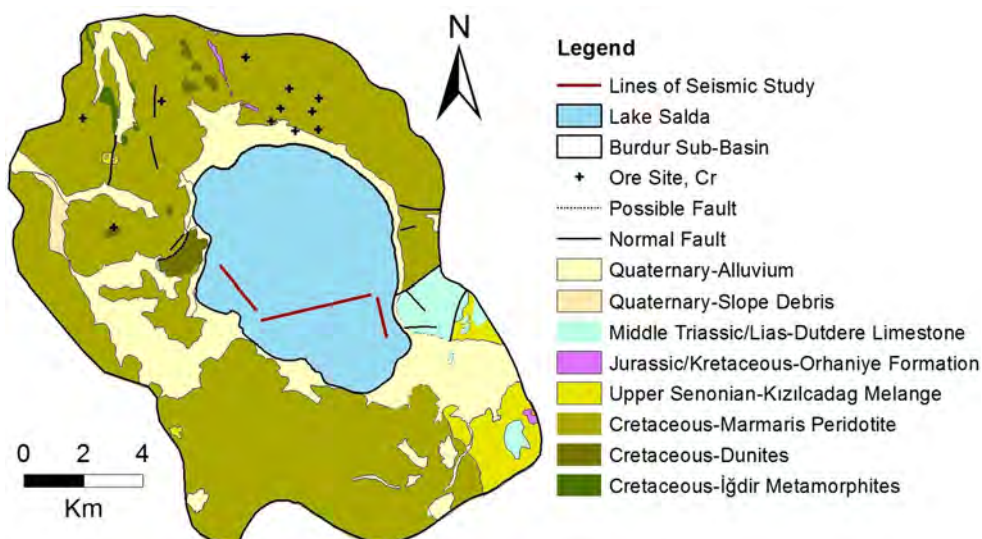 N
Legend
Lines of Seismic Study
Lake Salda
Burdur Sub-Basin
Ore Site, Cr
Possible Fault
Normal Fault
Quaternary-Alluvium
Quaternary-Slope Debris
Middle Triassic/Lias-Dutdere Limestone
Jurassic/Kretaceous-Orhaniye Formation
Upper Senonian-Kızılcadag Melange
Cretaceous-Marmaris Peridotite
Cretaceous-Dunites
Cretaceous-İğdir Metamorphites
0 2 4
Km